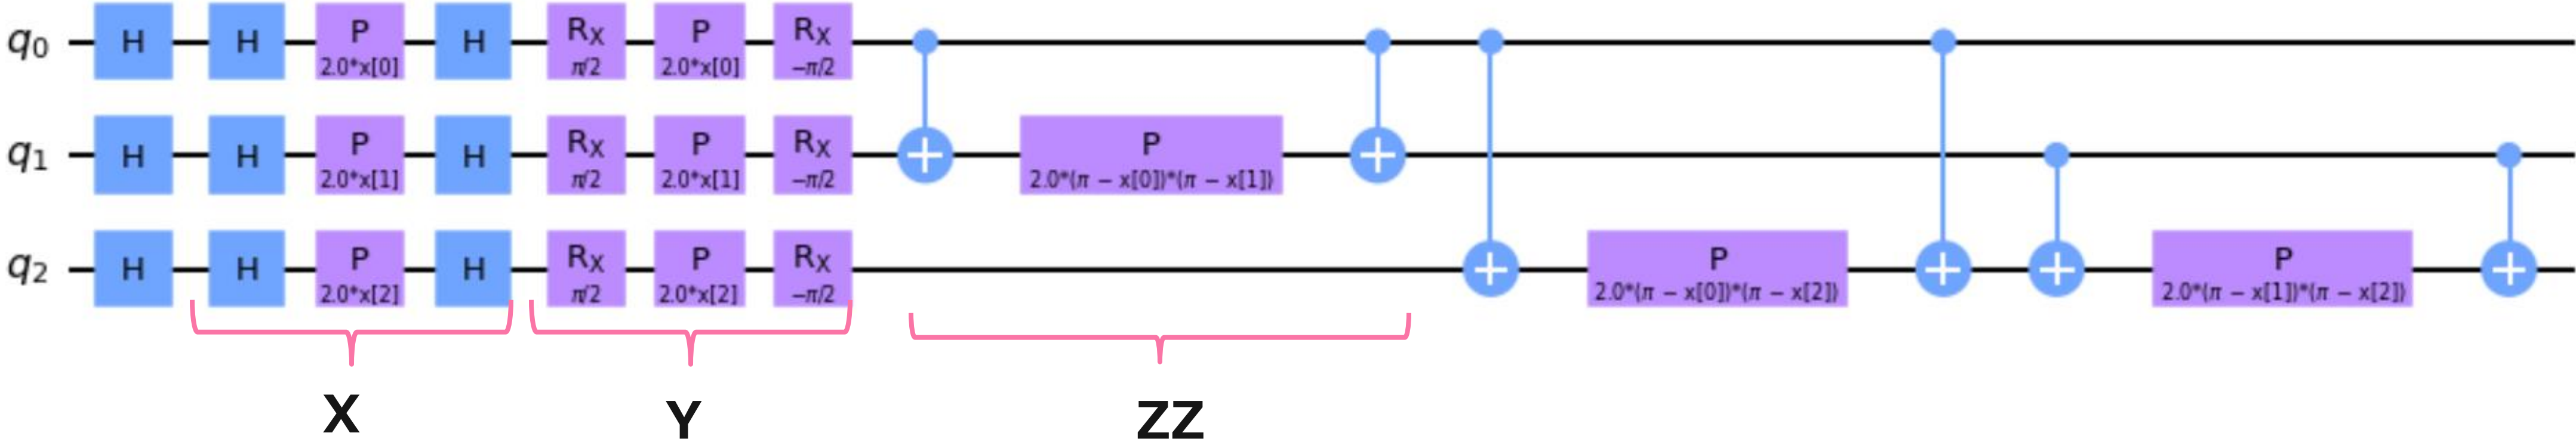 q0 H H P 2.0*x[0] H RX π/2 P 2.0*x[0] RX −π/2
q1 H H P 2.0*x[1] H RX π/2 P 2.0*x[1] RX −π/2 P 2.0*(π − x[0])*(π − x[1])
q2 H H P 2.0*x[2] H RX π/2 P 2.0*x[2] RX −π/2 P 2.0*(π − x[0])*(π − x[2]) P 2.0*(π − x[1])*(π − x[2])
X Y ZZ